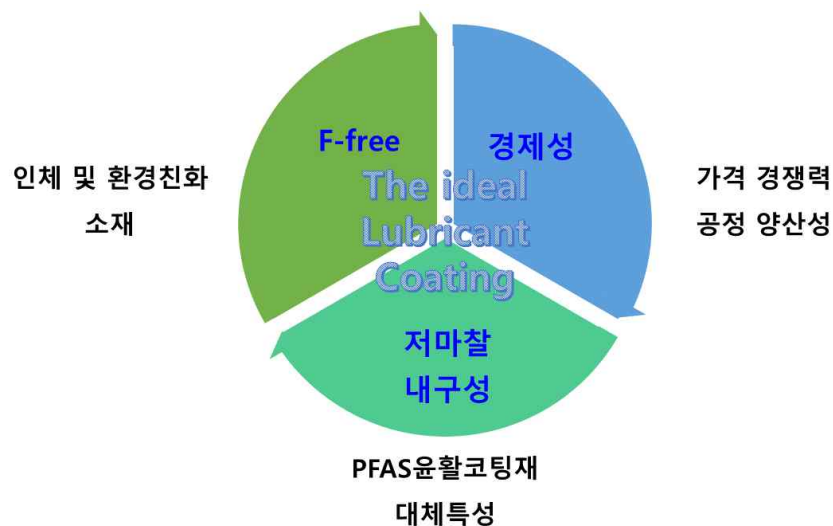 F-free
경제성
인체 및 환경친화
소재
The ideal
Lubricant
Coating
가격 경쟁력
공정 양산성
저마찰
내구성
PFAS윤활코팅재
대체특성